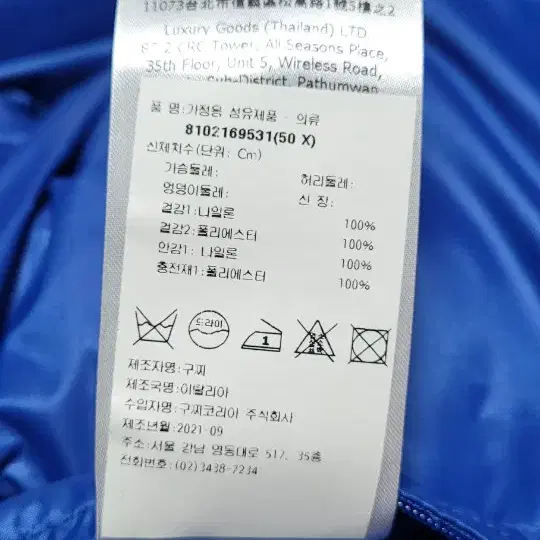 11073台北市信義區松高路1號5樓之2
Luxury Goods (Thailand) LTD
CRC Tower, All Seasons Place,
35th Floor, Unit 5, Wireless Road,
Sub-District, Pathumwan
품 명:가정용 섬유제품 - 의류
8102169531(50 X)
신체치수(단위: Cm)
가슴둘레: 허리둘레:
엉덩이둘레: 신 장:
겉감1:나일론 100%
겉감2:폴리에스터 100%
안감1:나일론 100%
충전재1:폴리에스터 100%
드라이 1
제조자명:구찌
제조국명:이탈리아
수입자명:구찌코리아 주식회사
제조년월:2021-09
주소:서울 강남 영동대로 517, 35층
전화번호:(02)3438-7234